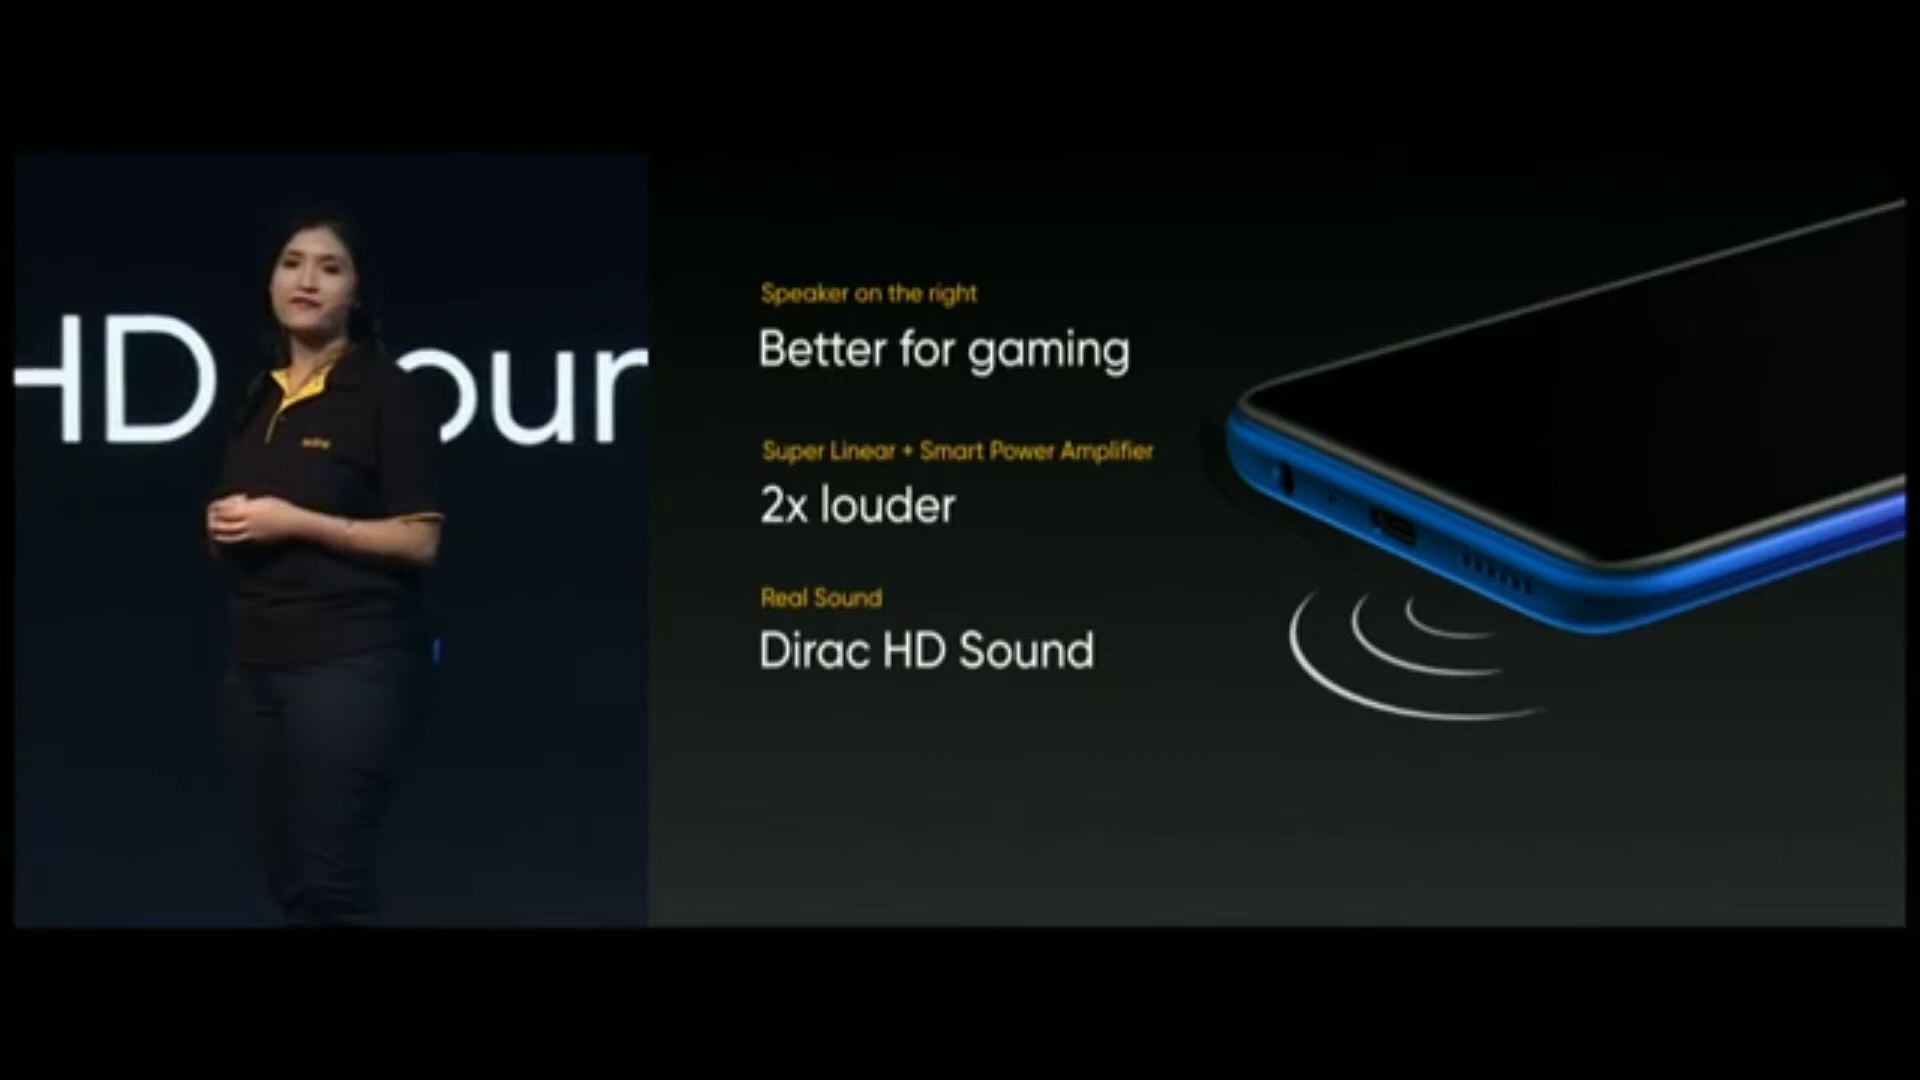 HD Soun
Speaker on the right
Better for gaming
Super Linear + Smart Power Amplifier
2x louder
Real Sound
Dirac HD Sound